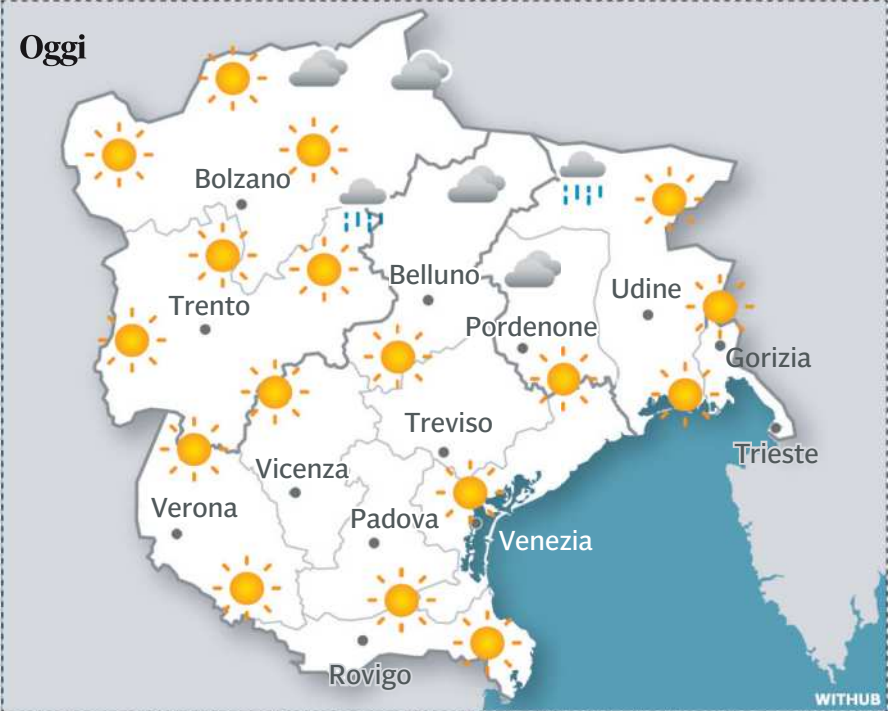 Oggi
Bolzano
Belluno
Udine
Trento
Pordenone
Gorizia
Treviso
Trieste
Vicenza
Verona
Padova
Venezia
Rovigo
WITHUB